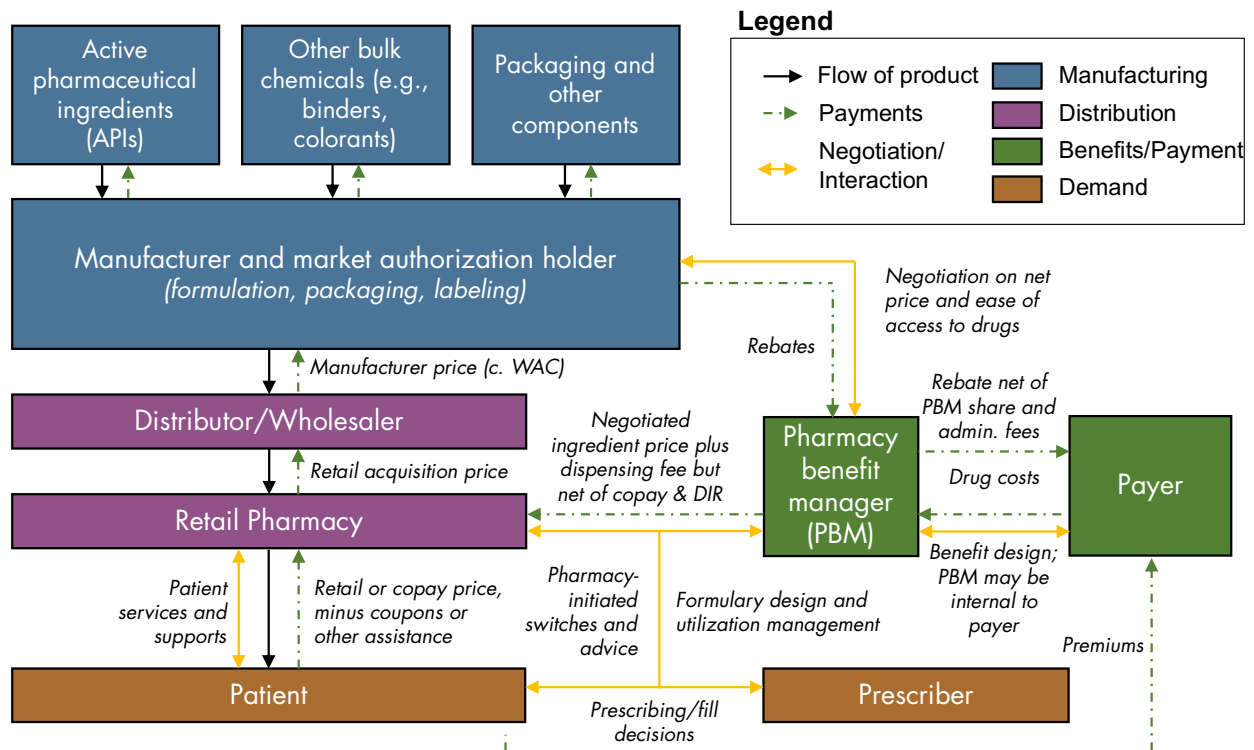 Legend
Flow of product
Payments
Negotiation/
Interaction
Manufacturing
Distribution
Benefits/Payment
Demand
Active
pharmaceutical
ingredients
(APIs)
Other bulk
chemicals (e.g.,
binders,
colorants)
Packaging and
other
components
Manufacturer and market authorization holder
(formulation, packaging, labeling)
Negotiation on net
price and ease of
access to drugs
Rebates
Manufacturer price (c. WAC)
Distributor/Wholesaler
Retail acquisition price
Retail Pharmacy
Negotiated
ingredient price plus
dispensing fee but
net of copay & DIR
Pharmacy
benefit
manager
(PBM)
Rebate net of
PBM share and
admin. fees
Drug costs
Payer
Benefit design;
PBM may be
internal to
payer
Patient
services and
supports
Retail or copay price,
minus coupons or
other assistance
Pharmacy-
initiated
switches and
advice
Formulary design and
utilization management
Premiums
Patient
Prescriber
Prescribing/fill
decisions